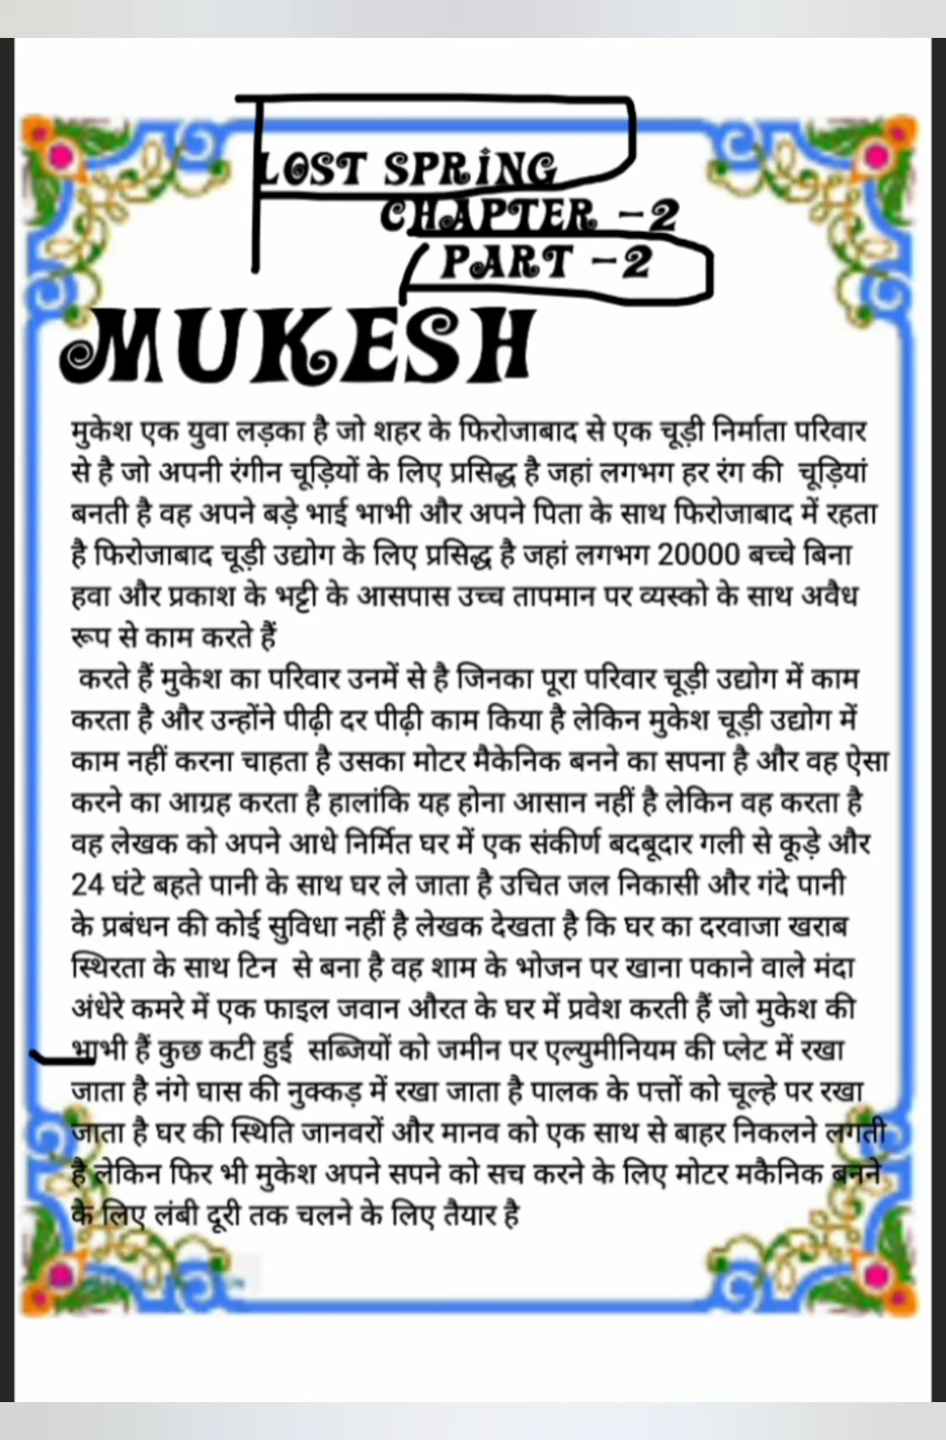 LOST SPRING
CHAPTER -2
PART -2
MUKESH
मुकेश एक युवा लड़का है जो शहर के फिरोजाबाद से एक चूड़ी निर्माता परिवार
से है जो अपनी रंगीन चूड़ियों के लिए प्रसिद्ध है जहां लगभग हर रंग की चूड़ियां
बनती है वह अपने बड़े भाई भाभी और अपने पिता के साथ फिरोजाबाद में रहता
है फिरोजाबाद चूड़ी उद्योग के लिए प्रसिद्ध है जहां लगभग 20000 बच्चे बिना
हवा और प्रकाश के भट्टी के आसपास उच्च तापमान पर व्यस्को के साथ अवैध
रूप से काम करते हैं
करते हैं मुकेश का परिवार उनमें से है जिनका पूरा परिवार चूड़ी उद्योग में काम
करता है और उन्होंने पीढ़ी दर पीढ़ी काम किया है लेकिन मुकेश चूड़ी उद्योग में
काम नहीं करना चाहता है उसका मोटर मैकेनिक बनने का सपना है और वह ऐसा
करने का आग्रह करता है हालांकि यह होना आसान नहीं है लेकिन वह करता है
वह लेखक को अपने आधे निर्मित घर में एक संकीर्ण बदबूदार गली से कूड़े और
24 घंटे बहते पानी के साथ घर ले जाता है उचित जल निकासी और गंदे पानी
के प्रबंधन की कोई सुविधा नहीं है लेखक देखता है कि घर का दरवाजा खराब
स्थिरता के साथ टिन से बना है वह शाम के भोजन पर खाना पकाने वाले मंदा
अंधेरे कमरे में एक फाइल जवान औरत के घर में प्रवेश करती हैं जो मुकेश की
भाभी हैं कुछ कटी हुई सब्जियों को जमीन पर एल्युमीनियम की प्लेट में रखा
जाता है नंगे घास की नुक्कड़ में रखा जाता है पालक के पत्तों को चूल्हे पर रखा
जाता है घर की स्थिति जानवरों और मानव को एक साथ से बाहर निकलने लगती
है लेकिन फिर भी मुकेश अपने सपने को सच करने के लिए मोटर मकैनिक बनने
के लिए लंबी दूरी तक चलने के लिए तैयार है